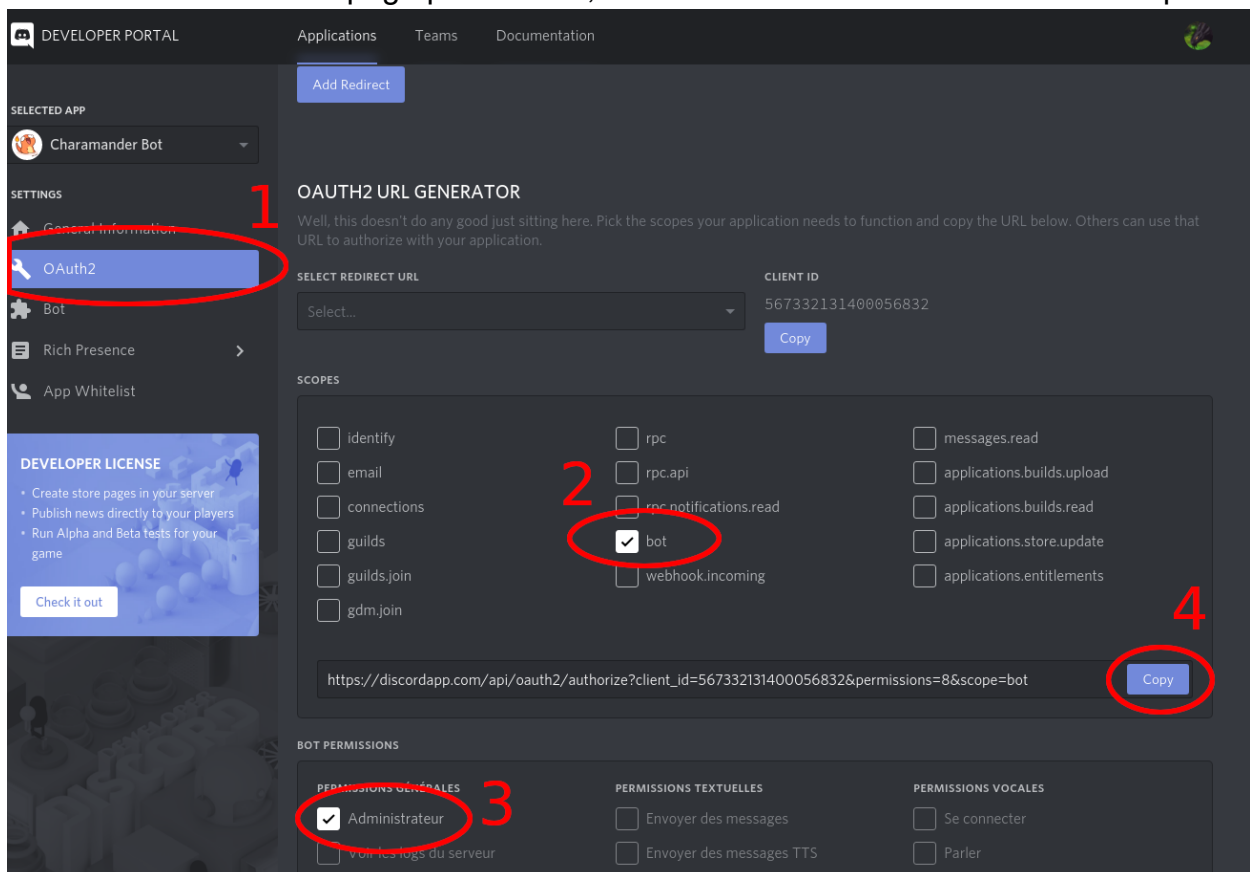 DEVELOPER PORTAL
Applications Teams Documentation
Add Redirect
SELECTED APP
Charamander Bot
SETTINGS
1
General Information
OAuth2
Bot
Rich Presence
App Whitelist
DEVELOPER LICENSE
• Create store pages in your server
• Publish news directly to your players
• Run Alpha and Beta tests for your
game
Check it out
OAUTH2 URL GENERATOR
Well, this doesn't do any good just sitting here. Pick the scopes your application needs to function and copy the URL below. Others can use that
URL to authorize with your application.
SELECT REDIRECT URL
Select...
CLIENT ID
567332131400056832
Copy
SCOPES
identify
email
connections
guilds
guilds.join
gdm.join
2
rpc
rpc.api
rpc.notifications.read
bot
webhook.incoming
messages.read
applications.builds.upload
applications.builds.read
applications.store.update
applications.entitlements
4
https://discordapp.com/api/oauth2/authorize?client_id=567332131400056832&permissions=8&scope=bot
Copy
BOT PERMISSIONS
PERMISSIONS GÉNÉRALES
3
Administrateur
Voir les logs du serveur
PERMISSIONS TEXTUELLES
Envoyer des messages
Envoyer des messages TTS
PERMISSIONS VOCALES
Se connecter
Parler